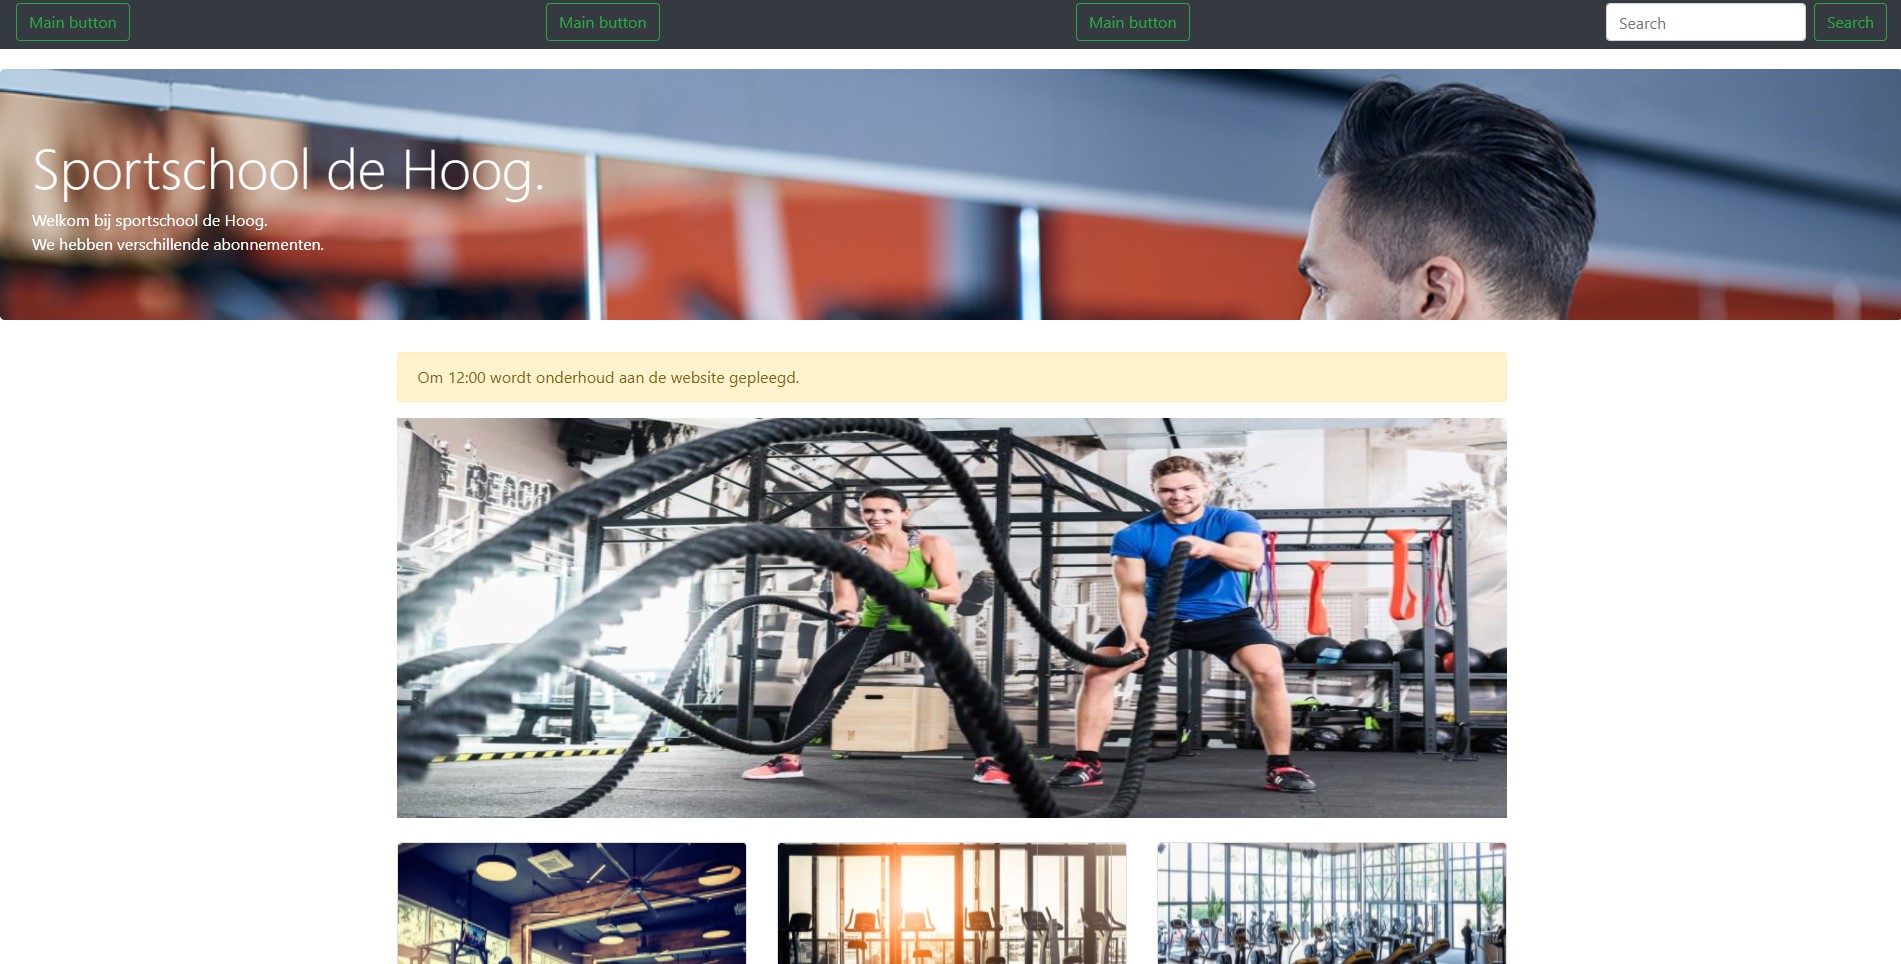 Main button
Main button
Main button
Search
Search
Sportschool de Hoog.
Welkom bij sportschool de Hoog.
We hebben verschillende abonnementen.
Om 12:00 wordt onderhoud aan de website gepleegd.
E BEACH